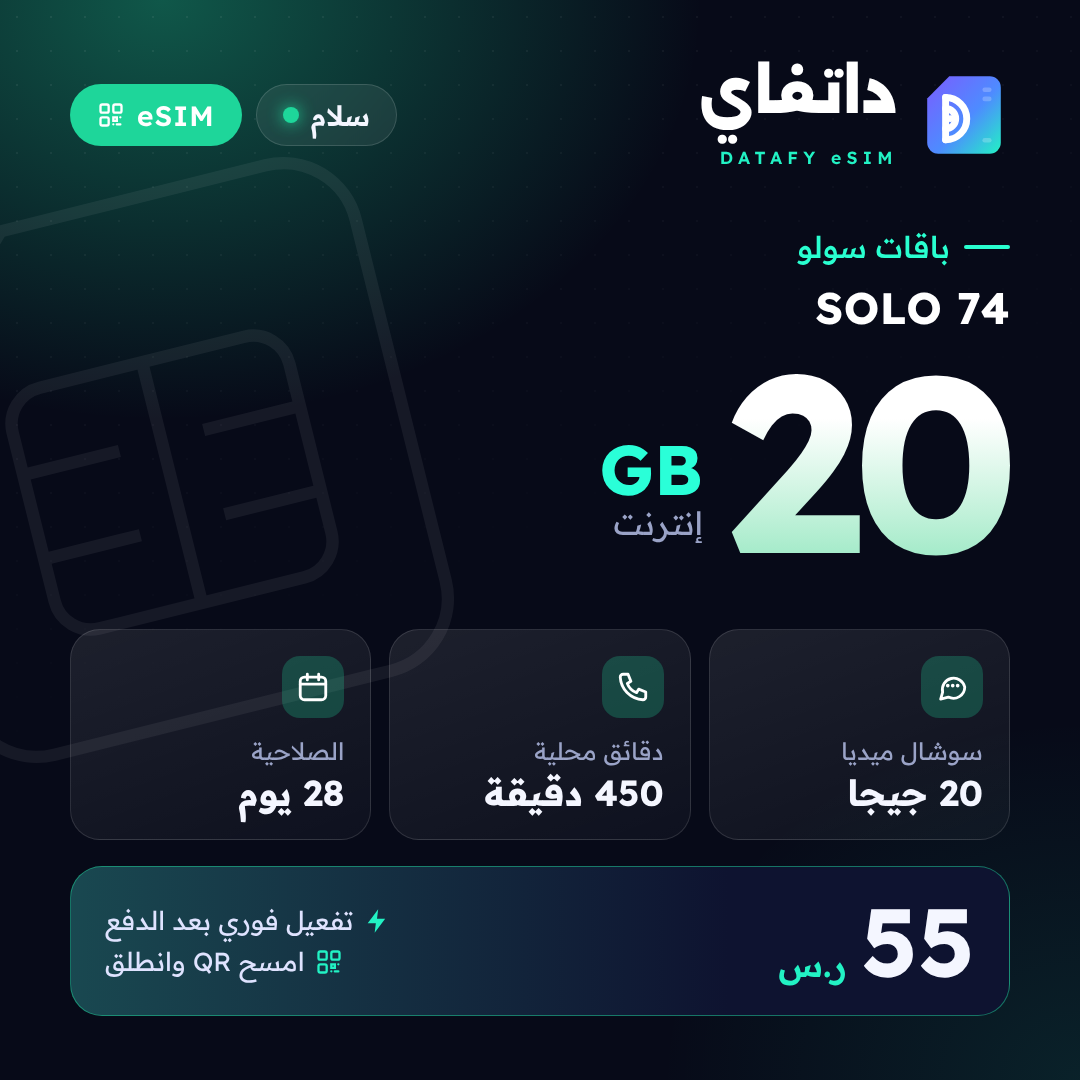 داتفاي
DATAFY eSIM
سلام
eSIM
باقات سولو
SOLO 74
20
GB
إنترنت
سوشال ميديا
20 جيجا
دقائق محلية
450 دقيقة
الصلاحية
28 يوم
55 ر.س
تفعيل فوري بعد الدفع
امسح QR وانطلق